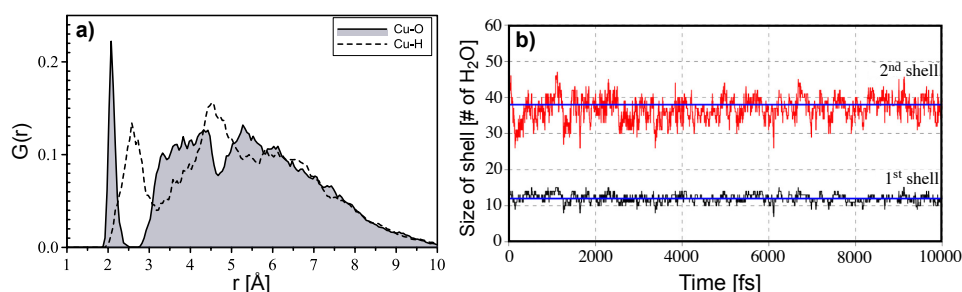 a)
Cu-O
Cu-H
G(r)
0.2
0.1
0.0
1 2 3 4 5 6 7 8 9 10
r [Å]
b)
Size of shell [# of H₂O]
60
50
40
30
20
10
0
2nd shell
1st shell
0 2000 4000 6000 8000 10000
Time [fs]